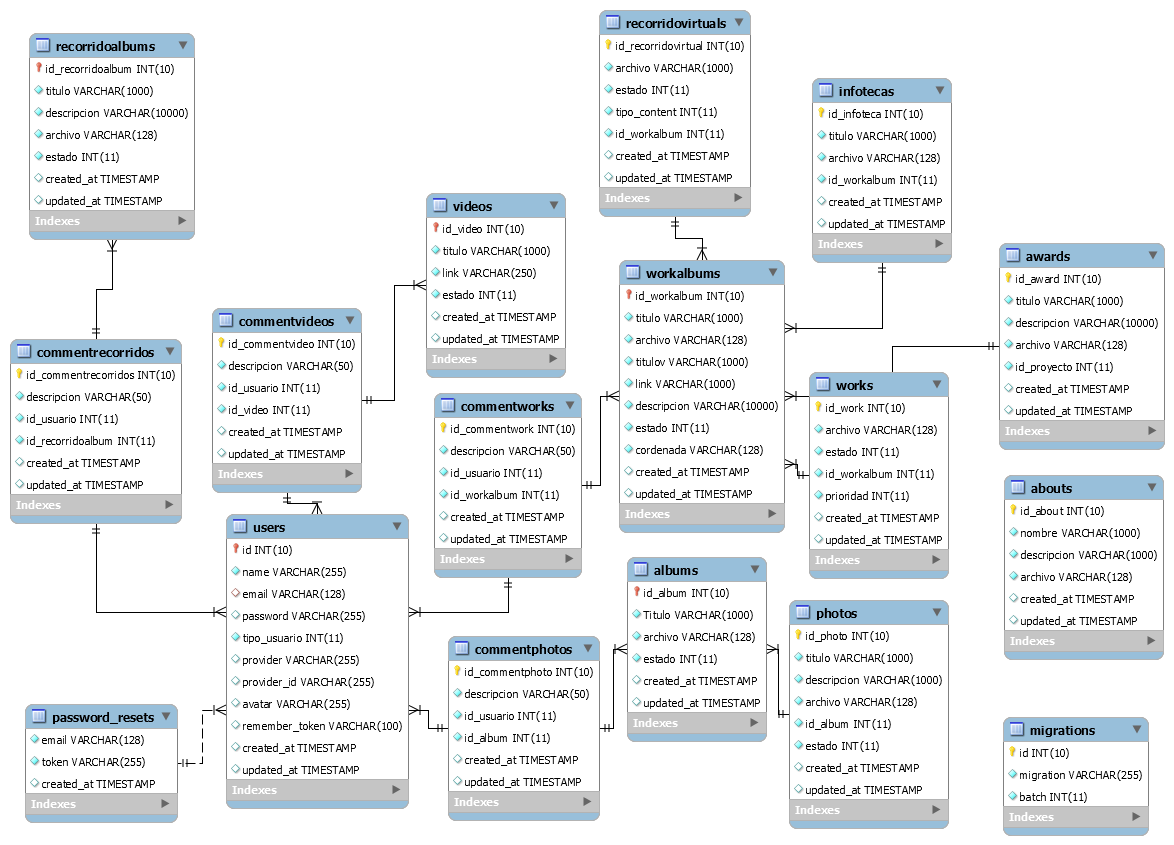 recorridoalbums
id_recorridoalbum INT(10)
titulo VARCHAR(1000)
descripcion VARCHAR(10000)
archivo VARCHAR(128)
estado INT(11)
created_at TIMESTAMP
updated_at TIMESTAMP
Indexes
recorridovirtuals
id_recorridovirtual INT(10)
archivo VARCHAR(1000)
estado INT(11)
tipo_content INT(11)
id_workalbum INT(11)
created_at TIMESTAMP
updated_at TIMESTAMP
Indexes
infotecas
id_infoteca INT(10)
titulo VARCHAR(1000)
archivo VARCHAR(128)
id_workalbum INT(11)
created_at TIMESTAMP
updated_at TIMESTAMP
Indexes
videos
id_video INT(10)
titulo VARCHAR(1000)
link VARCHAR(250)
estado INT(11)
created_at TIMESTAMP
updated_at TIMESTAMP
Indexes
workalbums
id_workalbum INT(10)
titulo VARCHAR(1000)
archivo VARCHAR(128)
titulov VARCHAR(1000)
link VARCHAR(1000)
descripcion VARCHAR(10000)
estado INT(11)
cordenada VARCHAR(128)
created_at TIMESTAMP
updated_at TIMESTAMP
Indexes
awards
id_award INT(10)
titulo VARCHAR(1000)
descripcion VARCHAR(10000)
archivo VARCHAR(128)
id_proyecto INT(11)
created_at TIMESTAMP
updated_at TIMESTAMP
Indexes
commentrecorridos
id_commentrecorridos INT(10)
descripcion VARCHAR(50)
id_usuario INT(11)
id_recorridoalbum INT(11)
created_at TIMESTAMP
updated_at TIMESTAMP
Indexes
commentvideos
id_commentvideo INT(10)
descripcion VARCHAR(50)
id_usuario INT(11)
id_video INT(11)
created_at TIMESTAMP
updated_at TIMESTAMP
Indexes
commentworks
id_commentwork INT(10)
descripcion VARCHAR(50)
id_usuario INT(11)
id_workalbum INT(11)
created_at TIMESTAMP
updated_at TIMESTAMP
Indexes
works
id_work INT(10)
archivo VARCHAR(128)
estado INT(11)
id_workalbum INT(11)
prioridad INT(11)
created_at TIMESTAMP
updated_at TIMESTAMP
Indexes
abouts
id_about INT(10)
nombre VARCHAR(1000)
descripcion VARCHAR(1000)
archivo VARCHAR(128)
created_at TIMESTAMP
updated_at TIMESTAMP
Indexes
users
id INT(10)
name VARCHAR(255)
email VARCHAR(128)
password VARCHAR(255)
tipo_usuario INT(11)
provider VARCHAR(255)
provider_id VARCHAR(255)
avatar VARCHAR(255)
remember_token VARCHAR(100)
created_at TIMESTAMP
updated_at TIMESTAMP
Indexes
albums
id_album INT(10)
Titulo VARCHAR(1000)
archivo VARCHAR(128)
estado INT(11)
created_at TIMESTAMP
updated_at TIMESTAMP
Indexes
photos
id_photo INT(10)
titulo VARCHAR(1000)
descripcion VARCHAR(1000)
archivo VARCHAR(128)
id_album INT(11)
estado INT(11)
created_at TIMESTAMP
updated_at TIMESTAMP
Indexes
commentphotos
id_commentphoto INT(10)
descripcion VARCHAR(50)
id_usuario INT(11)
id_album INT(11)
created_at TIMESTAMP
updated_at TIMESTAMP
Indexes
password_resets
email VARCHAR(128)
token VARCHAR(255)
created_at TIMESTAMP
Indexes
migrations
id INT(10)
migration VARCHAR(255)
batch INT(11)
Indexes